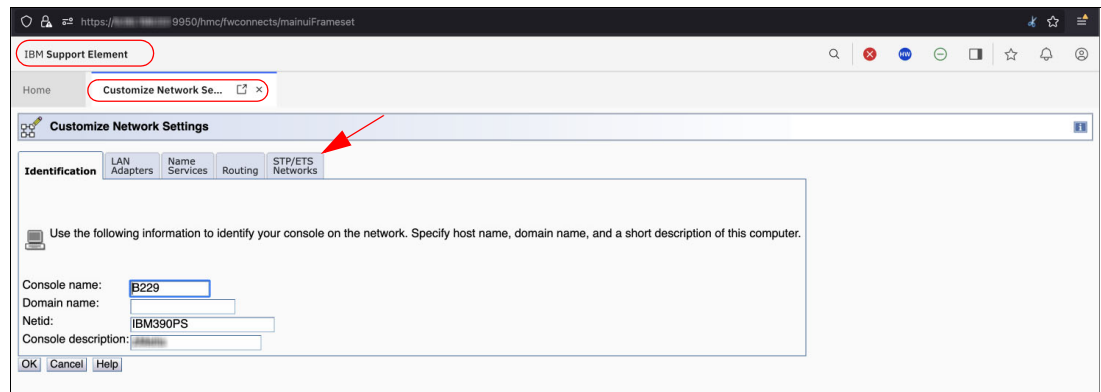 https:// 9950/hmc/fwconnects/mainuiFrameset
IBM Support Element
HW
Home
Customize Network Se...
Customize Network Settings
i
Identification
LAN Adapters
Name Services
Routing
STP/ETS Networks
Use the following information to identify your console on the network. Specify host name, domain name, and a short description of this computer.
Console name: B229
Domain name:
Netid: IBM390PS
Console description:
OK Cancel Help